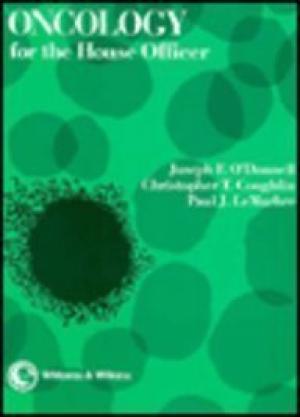 ONCOLOGY
for the House Officer
Joseph F. O'Donnell
Christopher T. Coughlin
Paul J. LeMarbre
Williams & Wilkins